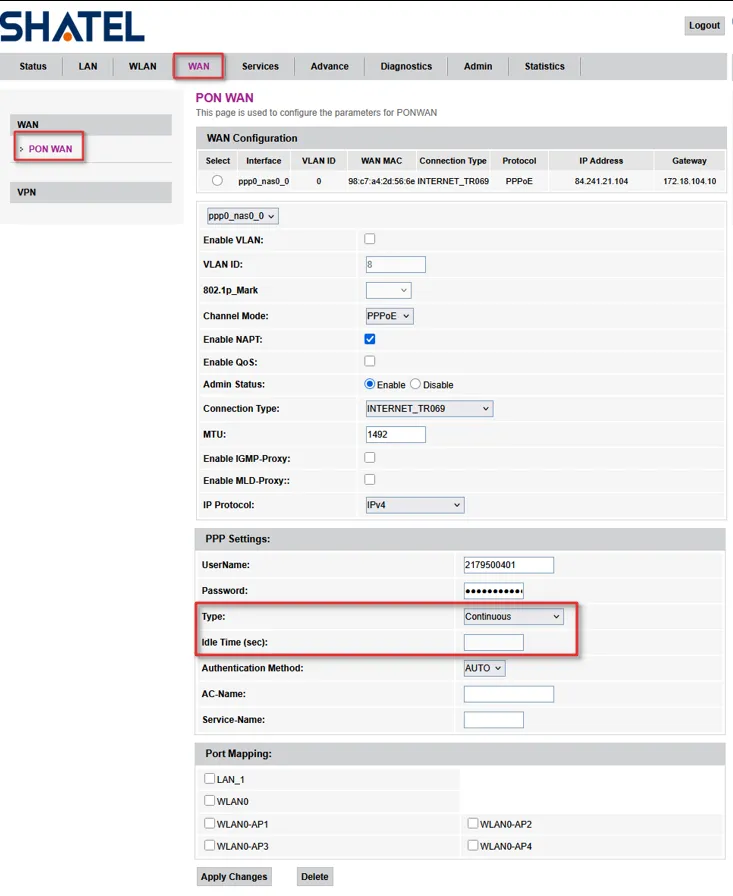 SHATEL
Logout
Status LAN WLAN WAN Services Advance Diagnostics Admin Statistics
WAN
> PON WAN
VPN
PON WAN
This page is used to configure the parameters for PONWAN
WAN Configuration
Select Interface VLAN ID WAN MAC Connection Type Protocol IP Address Gateway
ppp0_nas0_0 0 98:c7:a4:2d:56:6e INTERNET_TR069 PPPoE 84.241.21.104 172.18.104.10
ppp0_nas0_0
Enable VLAN:
VLAN ID: 8
802.1p_Mark
Channel Mode: PPPoE
Enable NAPT:
Enable QoS:
Admin Status: Enable Disable
Connection Type: INTERNET_TR069
MTU: 1492
Enable IGMP-Proxy:
Enable MLD-Proxy::
IP Protocol: IPv4
PPP Settings:
UserName: 2179500401
Password:
Type: Continuous
Idle Time (sec):
Authentication Method: AUTO
AC-Name:
Service-Name:
Port Mapping:
LAN_1
WLAN0
WLAN0-AP1 WLAN0-AP2
WLAN0-AP3 WLAN0-AP4
Apply Changes Delete